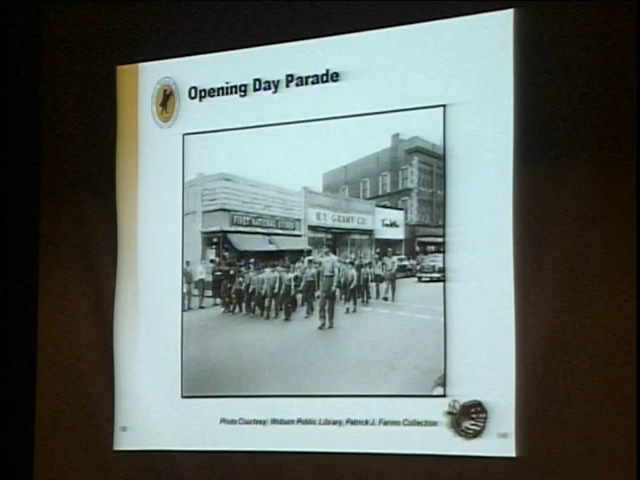 Opening Day Parade
FIRST NATIONAL STORES
W.T. GRANT CO.
Photo Courtesy: Woburn Public Library, Patrick J. Farino Collection